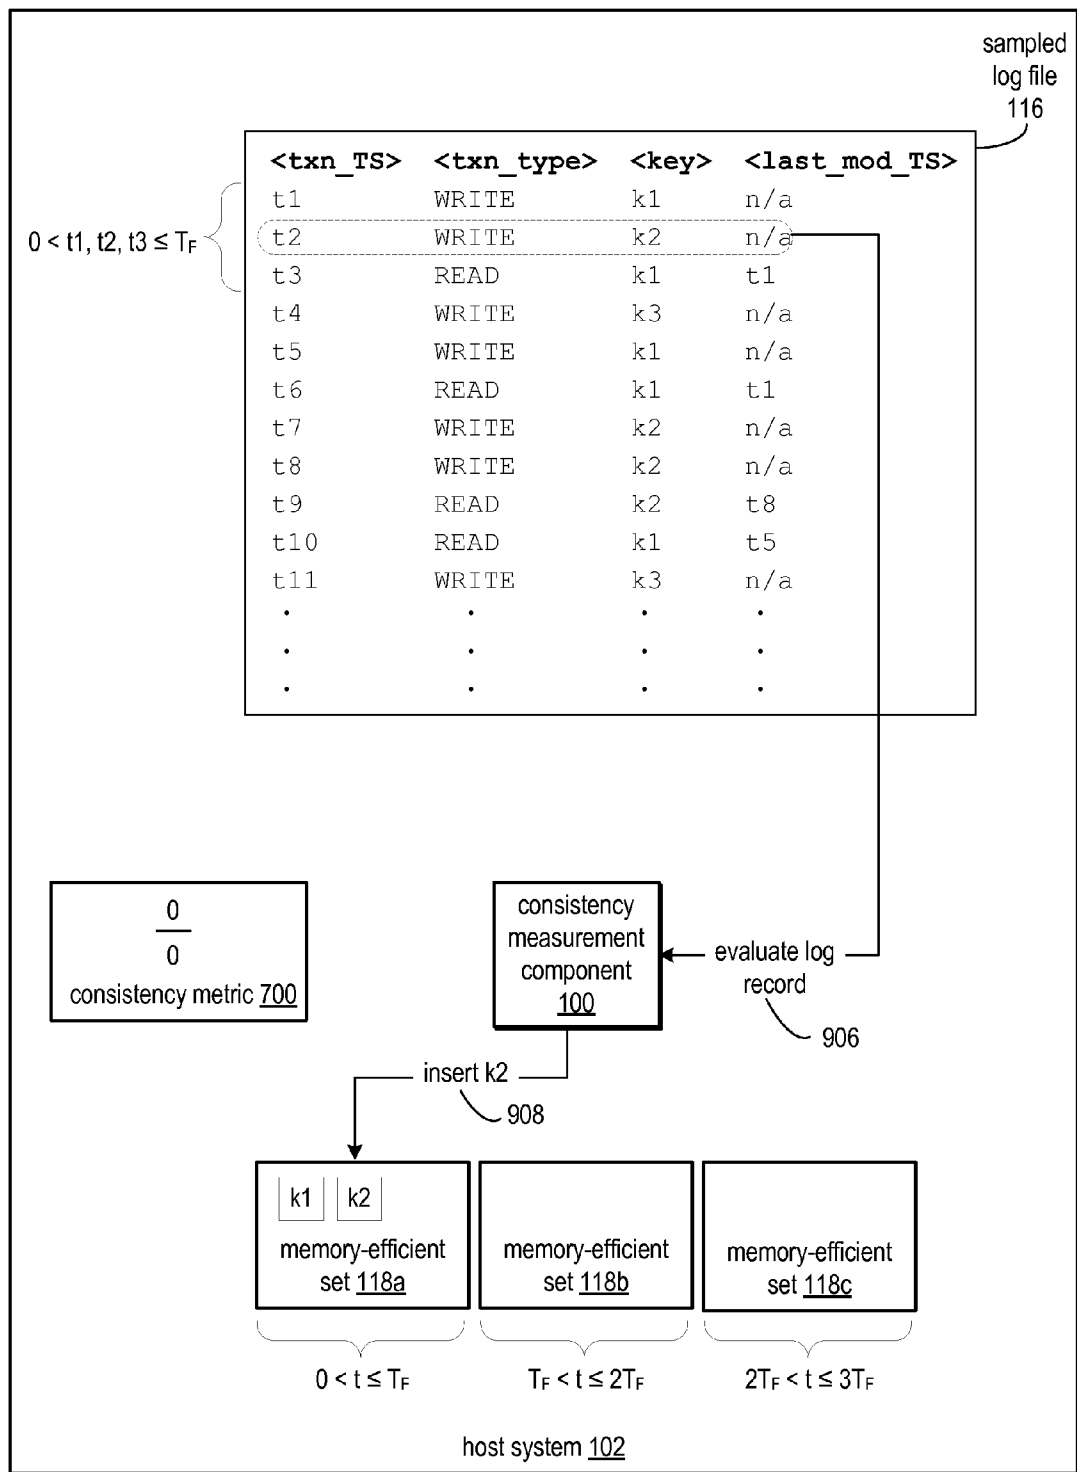 sampled
log file
116
<txn_TS> <txn_type> <key> <last_mod_TS>
t1 WRITE k1 n/a
0 < t1, t2, t3 ≤ TF t2 WRITE k2 n/a
t3 READ k1 t1
t4 WRITE k3 n/a
t5 WRITE k1 n/a
t6 READ k1 t1
t7 WRITE k2 n/a
t8 WRITE k2 n/a
t9 READ k2 t8
t10 READ k1 t5
t11 WRITE k3 n/a
. . . .
. . . .
. . . .
0
0
consistency metric 700
consistency
measurement
component
100
evaluate log
record
906
insert k2
908
k1 k2
memory-efficient
set 118a
memory-efficient
set 118b
memory-efficient
set 118c
0 < t ≤ TF TF < t ≤ 2TF 2TF < t ≤ 3TF
host system 102